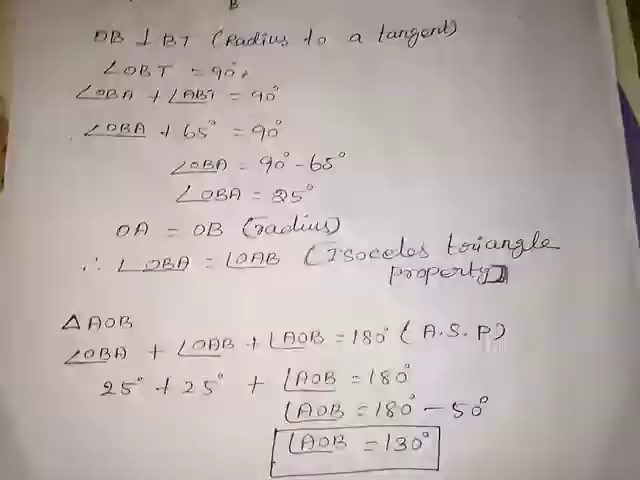 B
OB ⊥ BT (Radius to a tangent)
∠OBT = 90°.
∠OBA + ∠ABT = 90°
∠OBA + 65° = 90°
∠OBA = 90° - 65°
∠OBA = 25°
OA = OB (radius)
∴ ∠OBA = ∠OAB (Isoceles triangle
property)
△AOB
∠OBA + ∠OAB + ∠AOB = 180° (A.S.P)
25° + 25° + ∠AOB = 180°
∠AOB = 180° - 50°
∠AOB = 130°